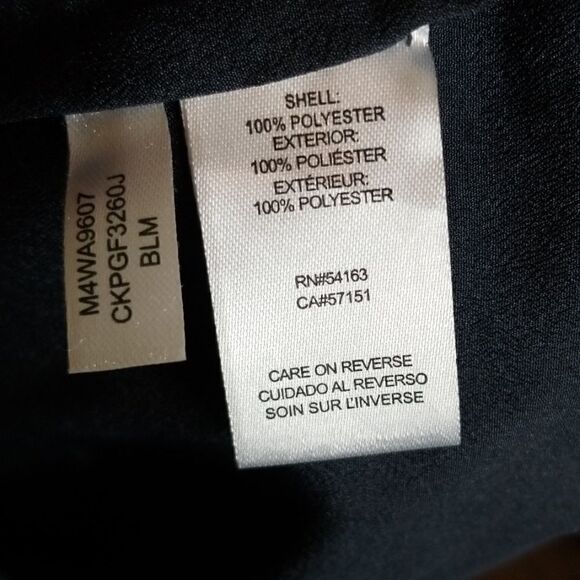 M4WA9607
CKPGF3260J
BLM
SHELL:
100% POLYESTER
EXTERIOR:
100% POLIÉSTER
EXTÉRIEUR:
100% POLYESTER
RN#54163
CA#57151
CARE ON REVERSE
CUIDADO AL REVERSO
SOIN SUR L'INVERSE